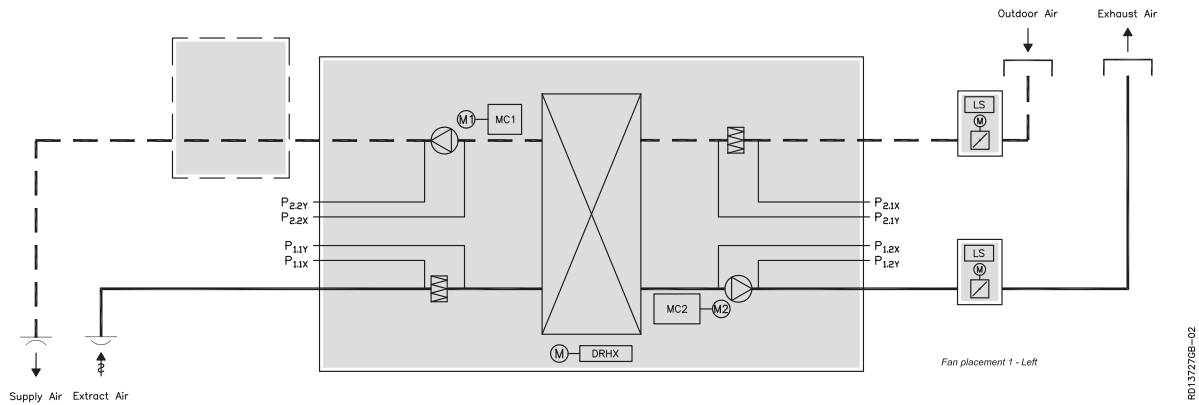 Outdoor Air
Exhaust Air
LS
M
M1
MC1
P2.2Y
P2.2X
P2.1X
P2.1Y
P1.1Y
P1.1X
P1.2X
P1.2Y
LS
M
MC2
M2
M
DRHX
Fan placement 1 - Left
Supply Air
Extract Air
RD13727GB-02